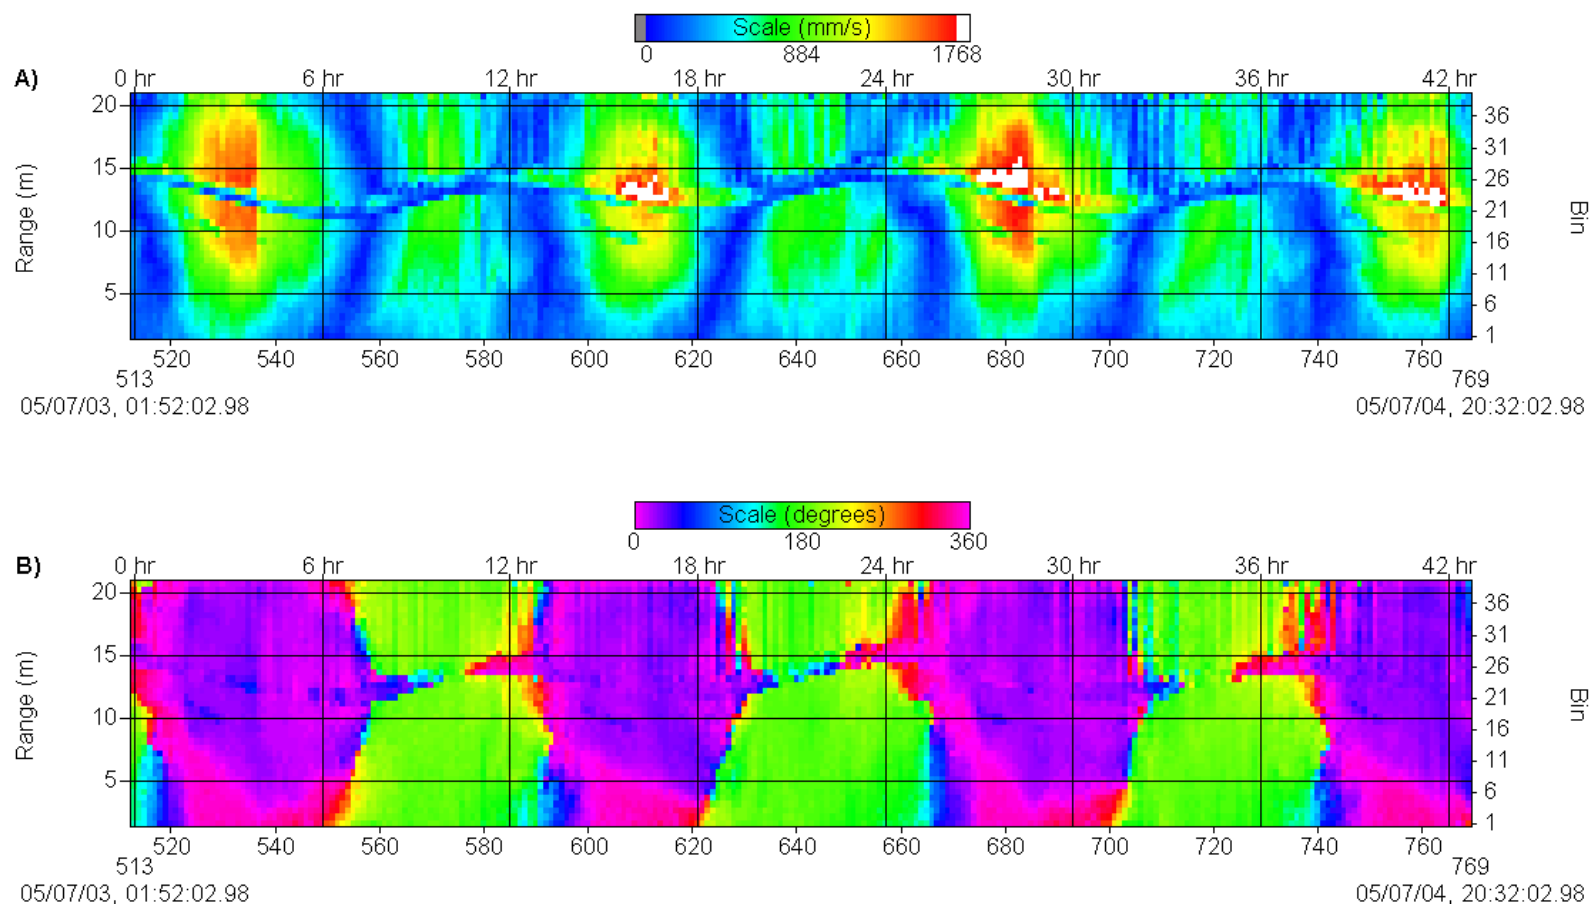 Scale (mm/s)
0 884 1768
A)
0 hr 6 hr 12 hr 18 hr 24 hr 30 hr 36 hr 42 hr
20 36
31
15 26
21
10 16
11
5 6
1
Range (m)
Bin
520 540 560 580 600 620 640 660 680 700 720 740 760
513 769
05/07/03, 01:52:02.98 05/07/04, 20:32:02.98
Scale (degrees)
0 180 360
B)
0 hr 6 hr 12 hr 18 hr 24 hr 30 hr 36 hr 42 hr
20 36
31
15 26
21
10 16
11
5 6
1
Range (m)
Bin
520 540 560 580 600 620 640 660 680 700 720 740 760
513 769
05/07/03, 01:52:02.98 05/07/04, 20:32:02.98